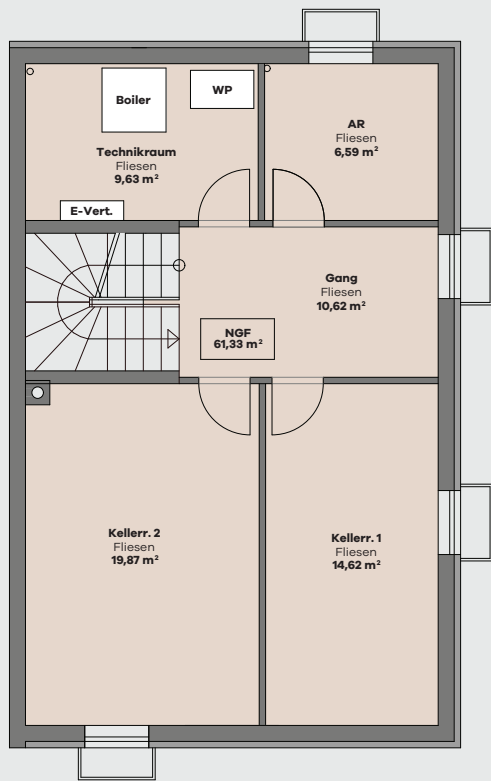 Boiler
WP
Technikraum
Fliesen
9,63 m²
AR
Fliesen
6,59 m²
E-Vert.
Gang
Fliesen
10,62 m²
NGF
61,33 m²
Kellerr. 2
Fliesen
19,87 m²
Kellerr. 1
Fliesen
14,62 m²